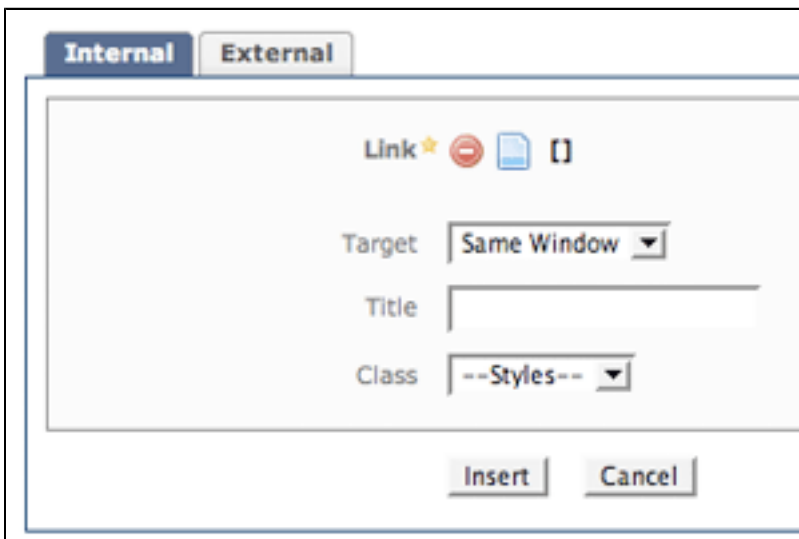 Internal External
Link []
Target Same Window
Title
Class --Styles--
Insert Cancel